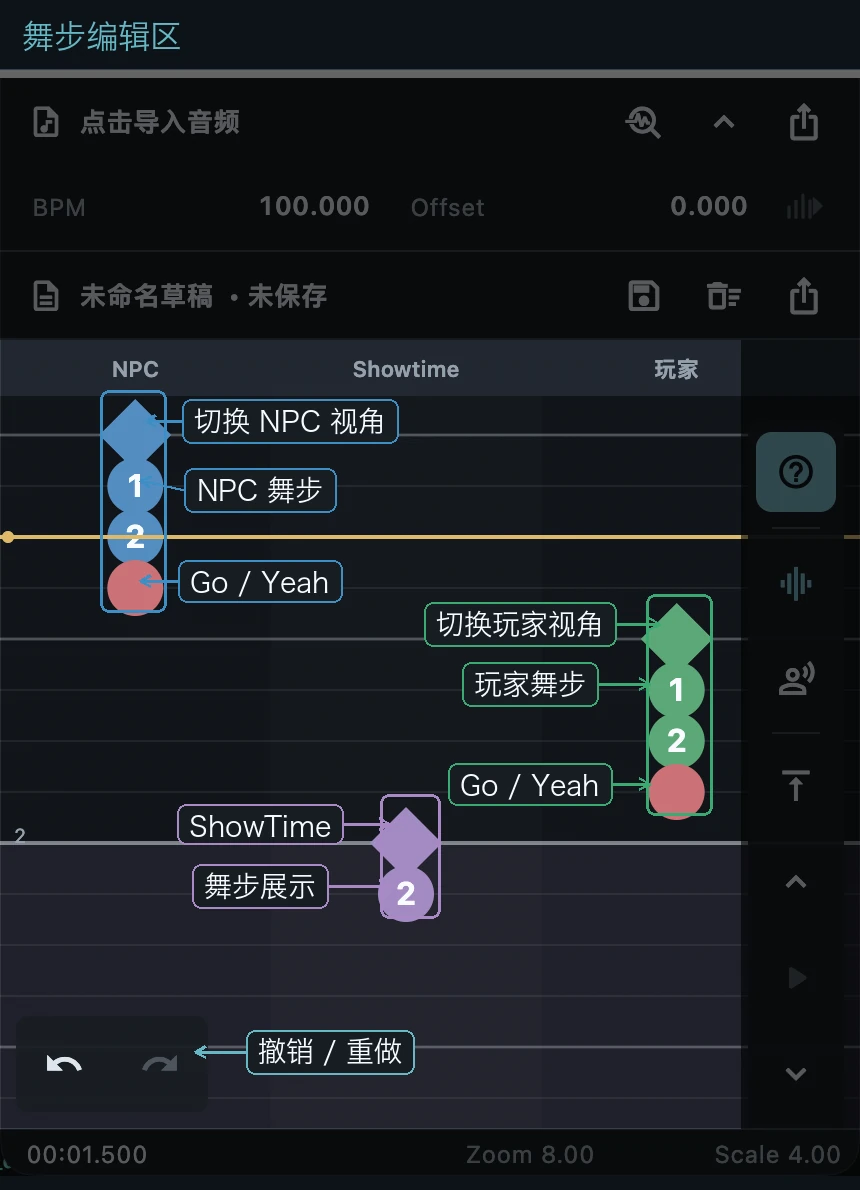 舞步编辑区
点击导入音频
BPM 100.000 Offset 0.000
未命名草稿 • 未保存
NPC Showtime 玩家
切换 NPC 视角
1 NPC 舞步
2
Go / Yeah
切换玩家视角
玩家舞步 1
2
Go / Yeah
ShowTime
2
舞步展示 2
撤销 / 重做
00:01.500 Zoom 8.00 Scale 4.00